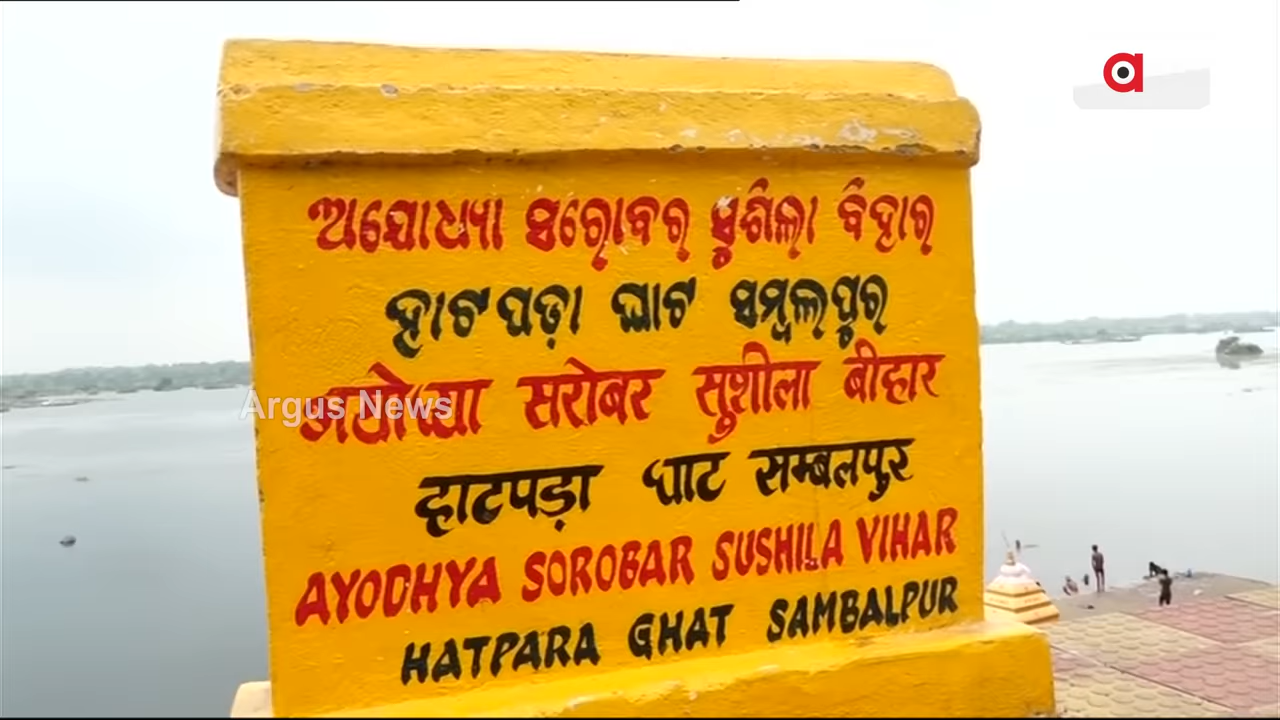 ଅଯୋଧ୍ୟା ସରୋବର ସୁଶିଲା ବିହାର
ହାଟପଡ଼ା ଘାଟ ସମ୍ବଲପୁର
अयोध्या सरोबर सुशीला बीहार
हाटपड़ा घाट सम्बलपुर
AYODHYA SOROBAR SUSHILA VIHAR
HATPARA GHAT SAMBALPUR
Argus News